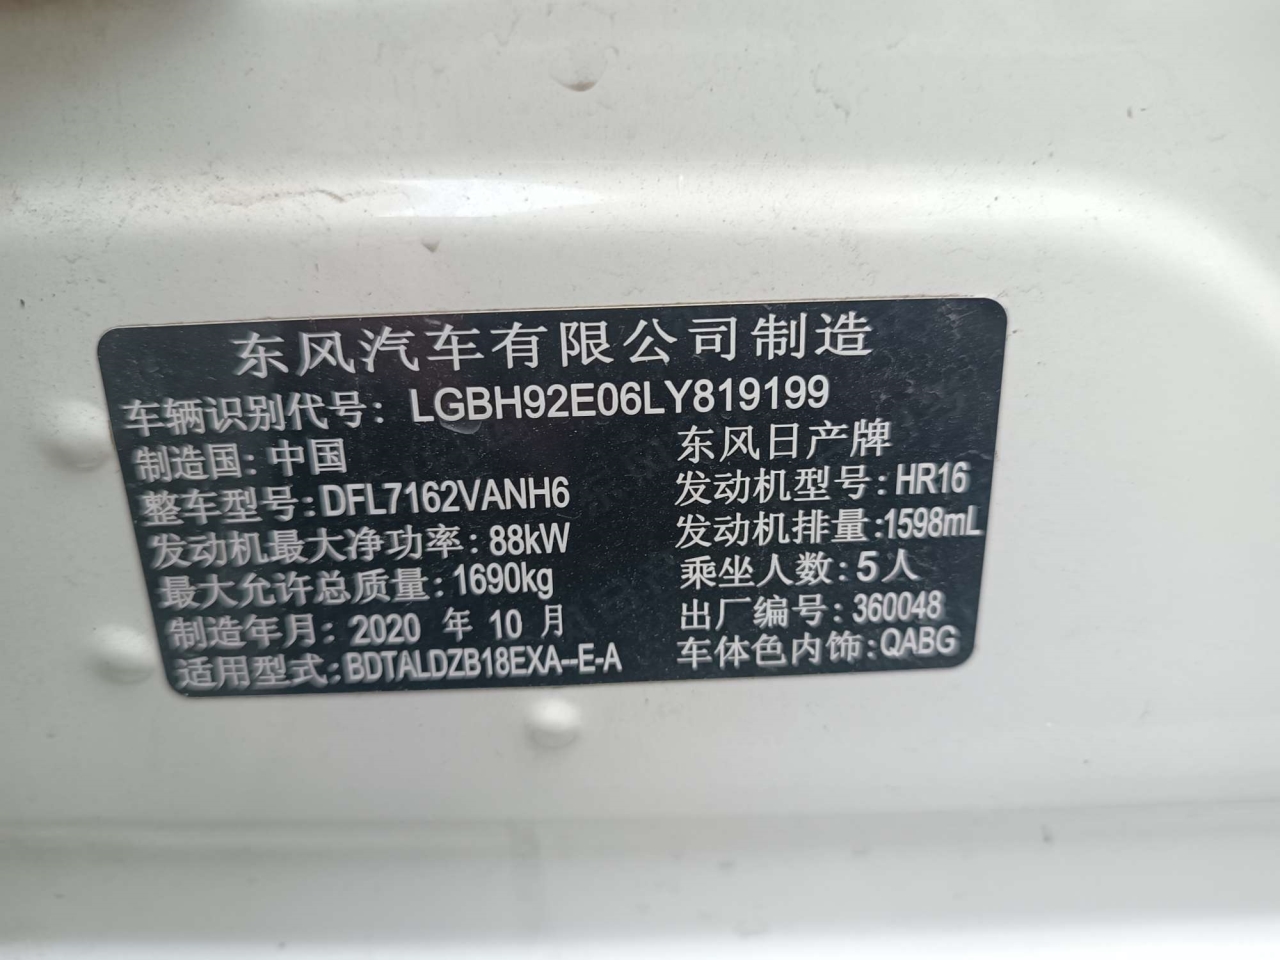 东风汽车有限公司制造
车辆识别代号：LGBH92E06LY819199
制造国：中国 东风日产牌
整车型号：DFL7162VANH6 发动机型号：HR16
发动机最大净功率：88kW 发动机排量：1598mL
最大允许总质量：1690kg 乘坐人数：5人
制造年月：2020 年 10 月 出厂编号：360048
适用型式：BDTALDZB18EXA--E-A 车体色内饰：QABG